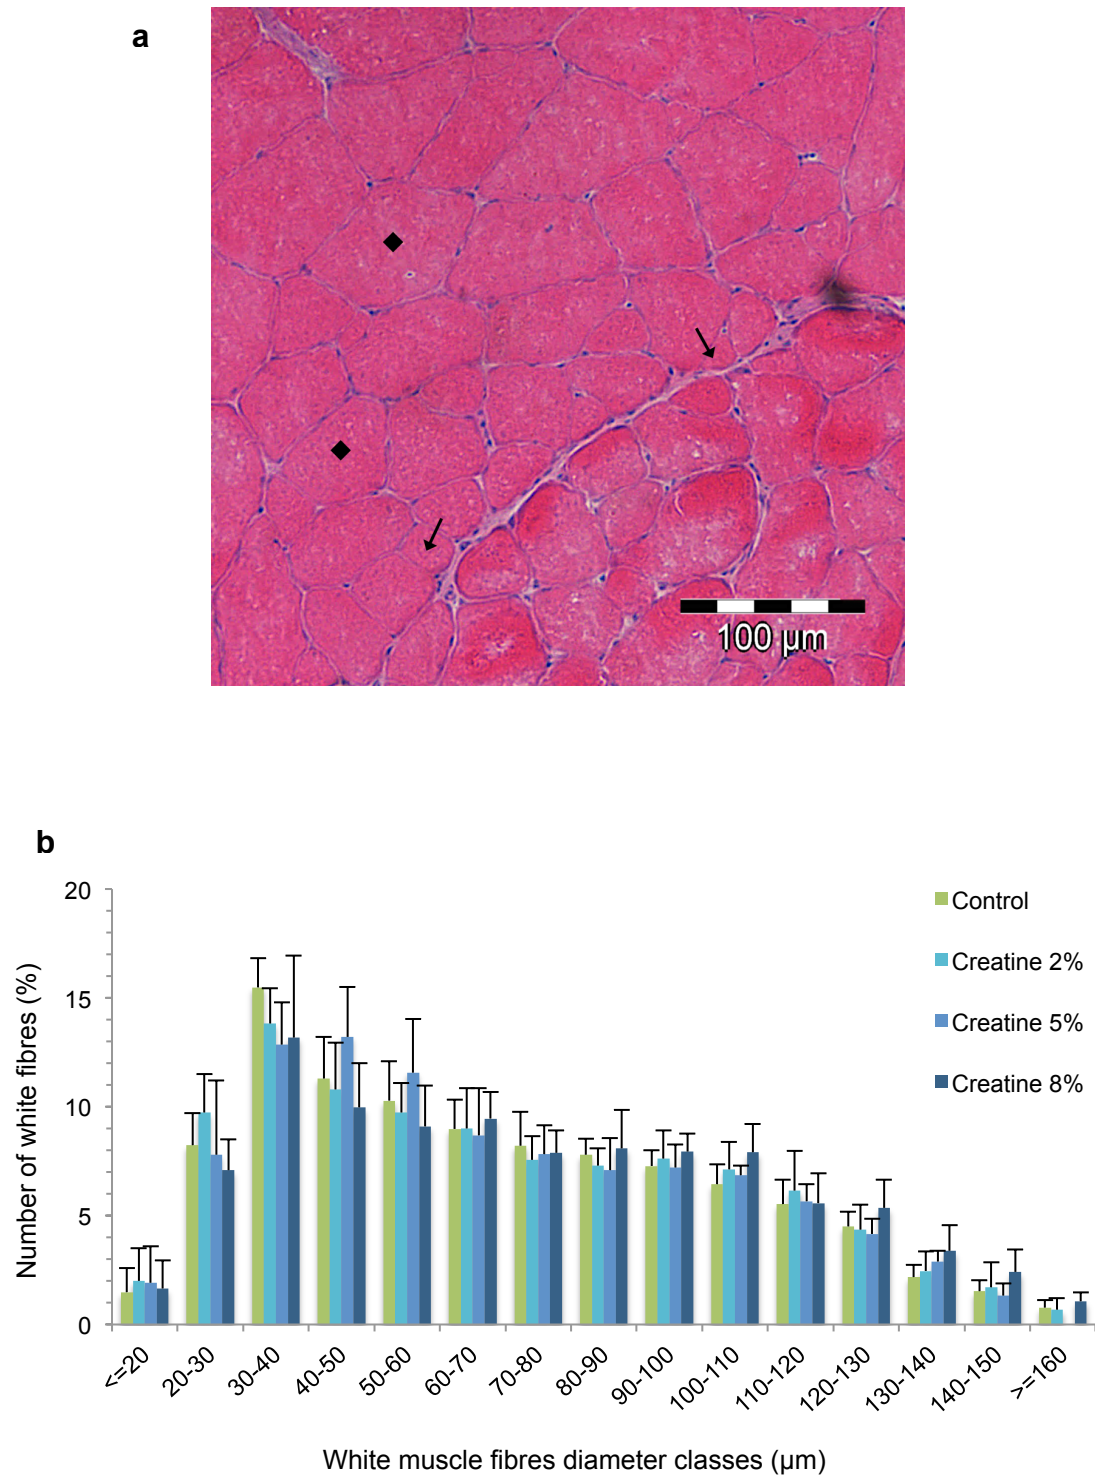 a
100 µm
b
20
15
10
5
0
Number of white fibres (%)
Control
Creatine 2%
Creatine 5%
Creatine 8%
<=20
20-30
30-40
40-50
50-60
60-70
70-80
80-90
90-100
100-110
110-120
120-130
130-140
140-150
>=160
White muscle fibres diameter classes (µm)